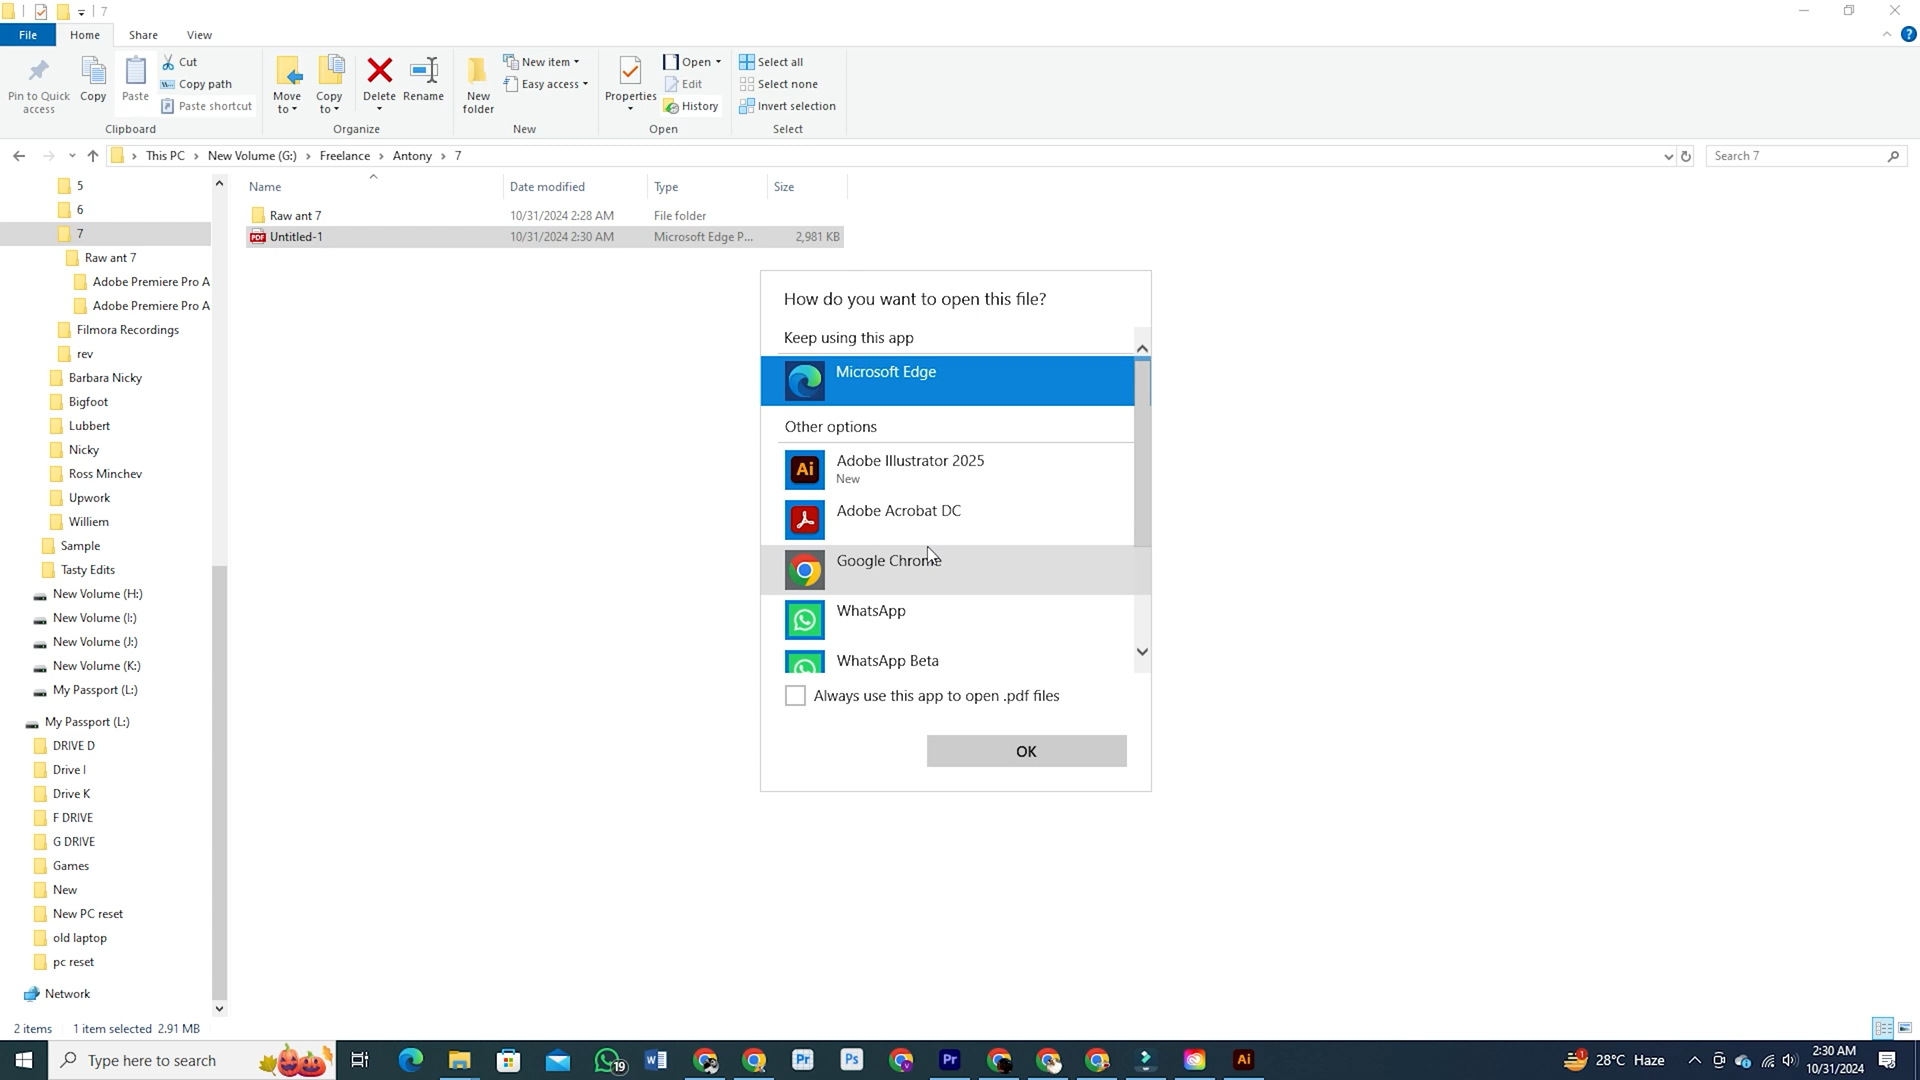 7
File Home Share View
Pin to Quick access
Copy
Paste
Cut
Copy path
Paste shortcut
Clipboard
Move to
Copy to
Delete
Rename
Organize
New folder
New item
Easy access
New
Properties
Open
Edit
History
Open
Select all
Select none
Invert selection
Select
This PC New Volume (G:) Freelance Antony 7
Search 7
Name Date modified Type Size
Raw ant 7 10/31/2024 2:28 AM File folder
PDF Untitled-1 10/31/2024 2:30 AM Microsoft Edge P... 2,981 KB
5
6
7
Raw ant 7
Adobe Premiere Pro A
Adobe Premiere Pro A
Filmora Recordings
rev
Barbara Nicky
Bigfoot
Lubbert
Nicky
Ross Minchev
Upwork
Williem
Sample
Tasty Edits
New Volume (H:)
New Volume (I:)
New Volume (J:)
New Volume (K:)
My Passport (L:)
My Passport (L:)
DRIVE D
Drive I
Drive K
F DRIVE
G DRIVE
Games
New
New PC reset
old laptop
pc reset
Network
How do you want to open this file?
Keep using this app
Microsoft Edge
Other options
Ai Adobe Illustrator 2025
New
Adobe Acrobat DC
Google Chrome
WhatsApp
WhatsApp Beta
Always use this app to open .pdf files
OK
2 items 1 item selected 2.91 MB
Type here to search
19
Pr
Ps
Pr
Ai
28°C Haze
2:30 AM
10/31/2024